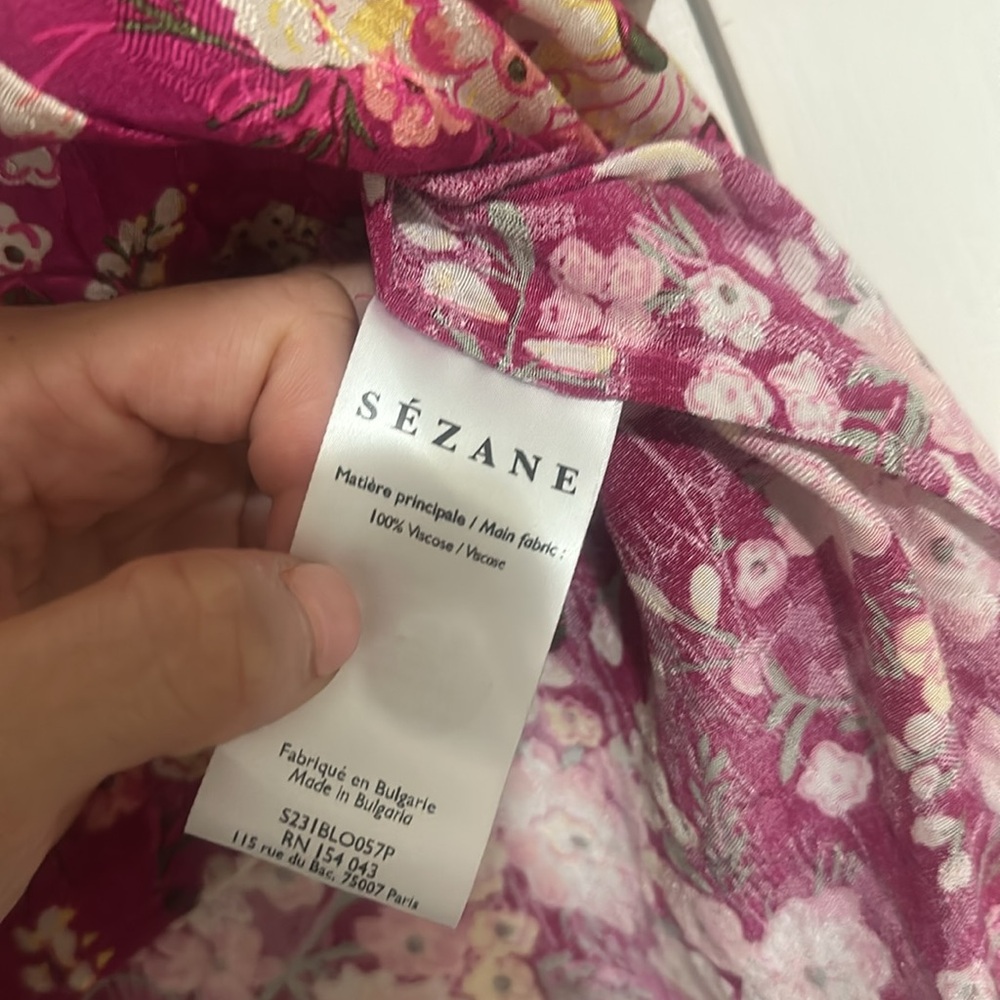 SÉZANE
Matière principale / Main fabric :
100% Viscose / Viscose
Fabriqué en Bulgarie
Made in Bulgaria
S231BLO057P
RN 154 043
115 rue du Bac, 75007 Paris